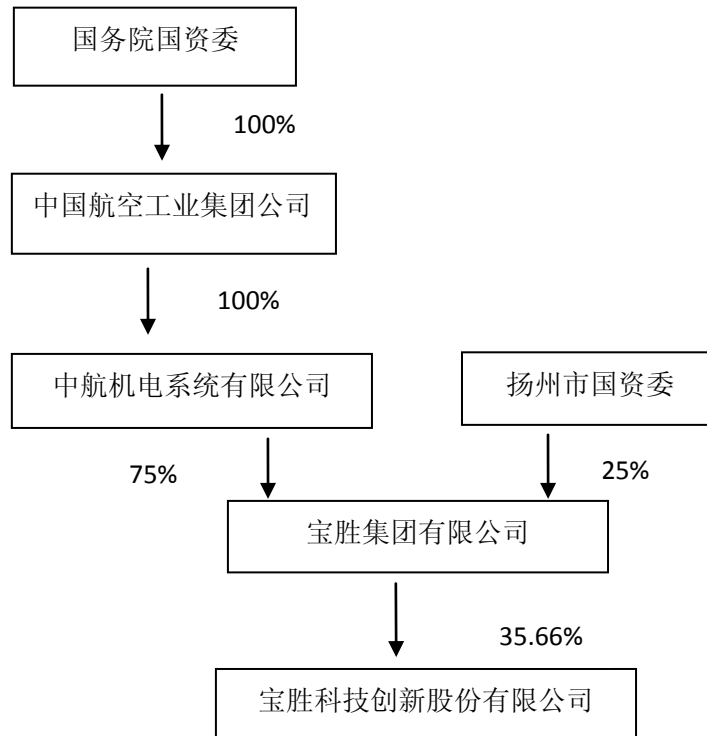 国务院国资委
100%
中国航空工业集团公司
100%
中航机电系统有限公司
扬州市国资委
75%
25%
宝胜集团有限公司
35.66%
宝胜科技创新股份有限公司